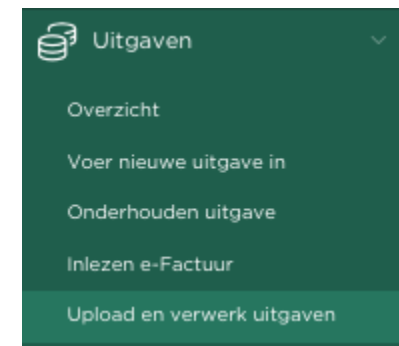 Uitgaven
Overzicht
Voer nieuwe uitgave in
Onderhouden uitgave
Inlezen e-Factuur
Upload en verwerk uitgaven